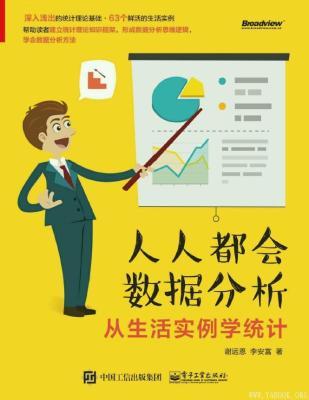 Broadview®
深入浅出的统计理论基础·63个鲜活的生活实例
帮助读者建立统计理论知识框架,形成数据分析思维逻辑,
学会数据分析方法
人人都会
数据分析
从生活实例学统计
谢运恩 李安富 著
中国工信出版集团
电子工业出版社